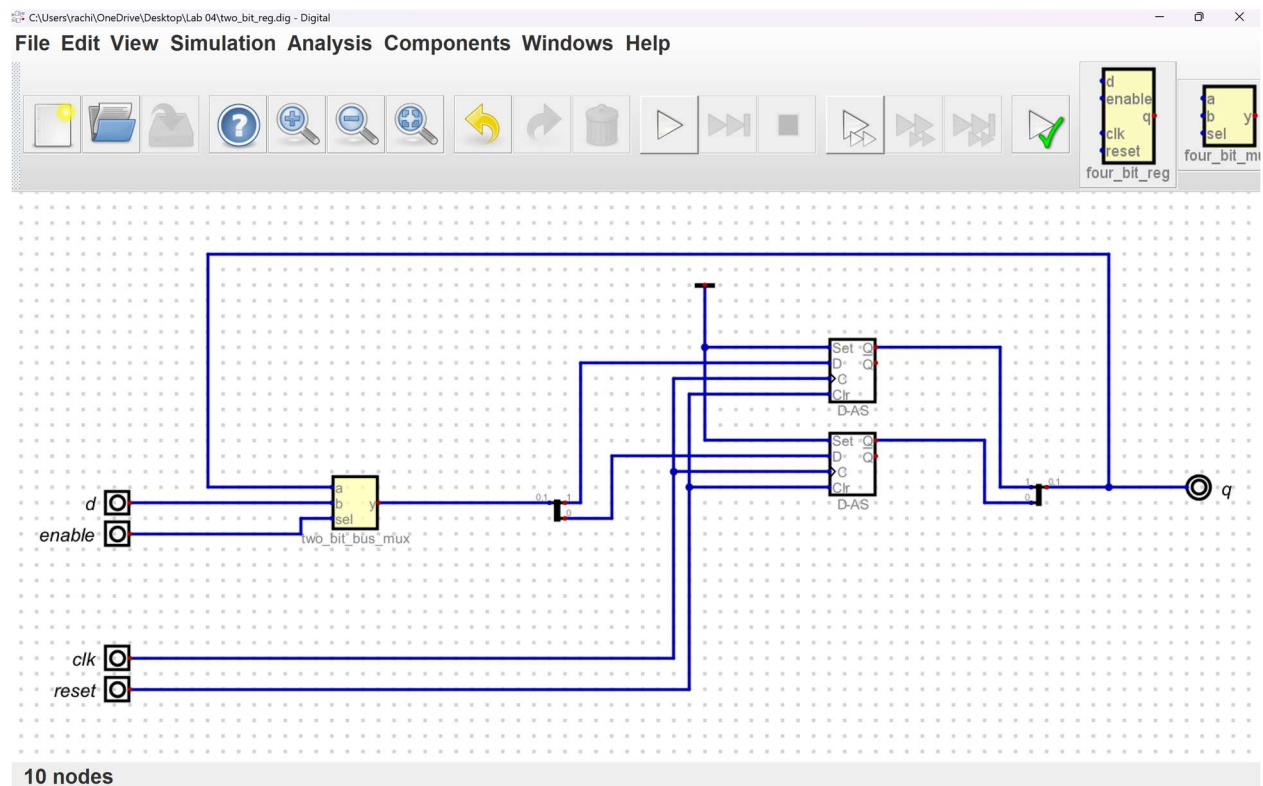 C:\Users\rachi\OneDrive\Desktop\Lab 04\two_bit_reg.dig - Digital
File Edit View Simulation Analysis Components Windows Help
d
enable
q
clk
reset
four_bit_reg
a
b
y
sel
four_bit_mu
Set Q
D Q
C
Clr
D-AS
Set Q
D Q
C
Clr
D-AS
a
b y
sel
two_bit_bus_mux
0,1 1
0
1 0,1
0
d
enable
q
clk
reset
10 nodes